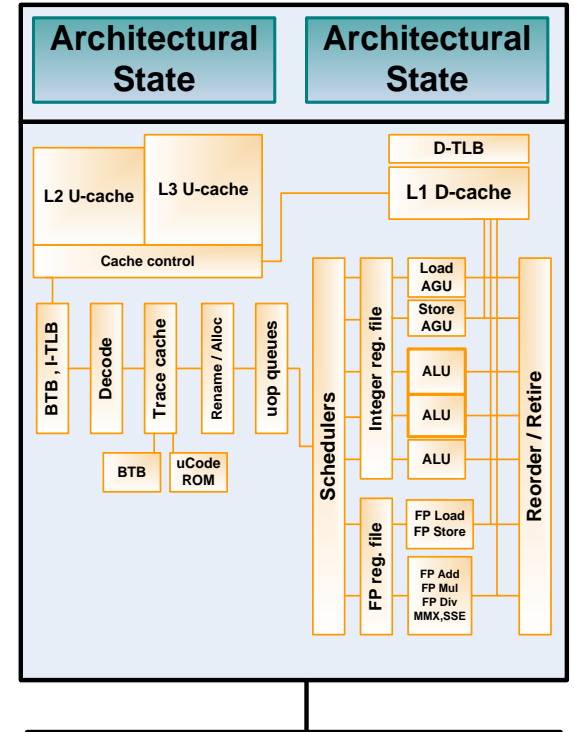 Architectural
State
Architectural
State
L2 U-cache
L3 U-cache
Cache control
D-TLB
L1 D-cache
BTB , I-TLB
Decode
Trace cache
Rename / Alloc
uop queues
BTB
uCode
ROM
Schedulers
Integer reg. file
FP reg. file
Load
AGU
Store
AGU
ALU
ALU
ALU
FP Load
FP Store
FP Add
FP Mul
FP Div
MMX,SSE
Reorder / Retire